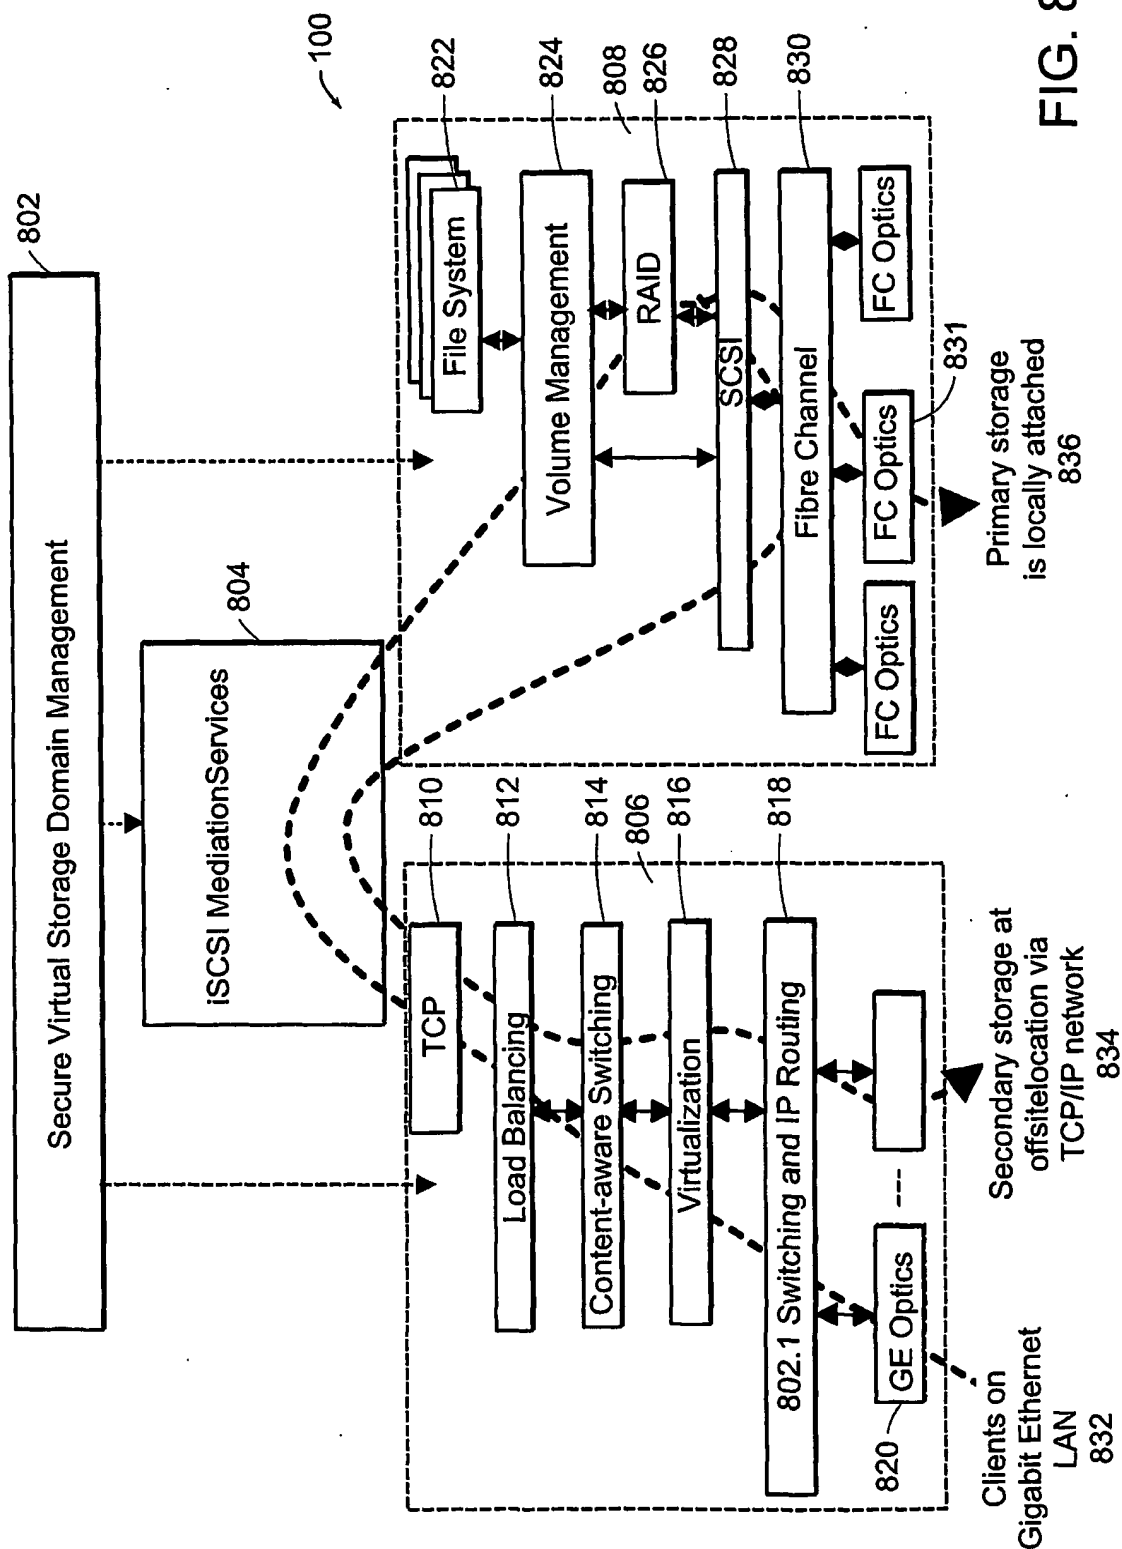 802
Secure Virtual Storage Domain Management
804
iSCSI MediationServices
100
810
TCP
812
Load Balancing
814
Content-aware Switching
806
816
Virtualization
818
802.1 Switching and IP Routing
820
GE Optics
822
File System
824
Volume Management
808
826
RAID
828
SCSI
830
Fibre Channel
FC Optics
FC Optics
FC Optics
831
Clients on
Gigabit Ethernet
LAN
832
Secondary storage at
offsitelocation via
TCP/IP network
834
Primary storage
is locally attached
836
FIG. 8